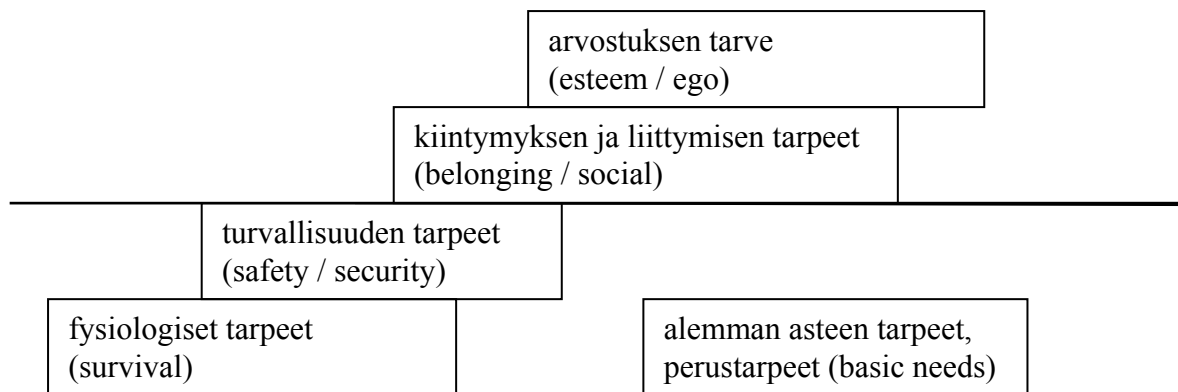 arvostuksen tarve
(esteem / ego)
kiintymyksen ja liittymisen tarpeet
(belonging / social)
turvallisuuden tarpeet
(safety / security)
fysiologiset tarpeet
(survival)
alemman asteen tarpeet,
perustarpeet (basic needs)